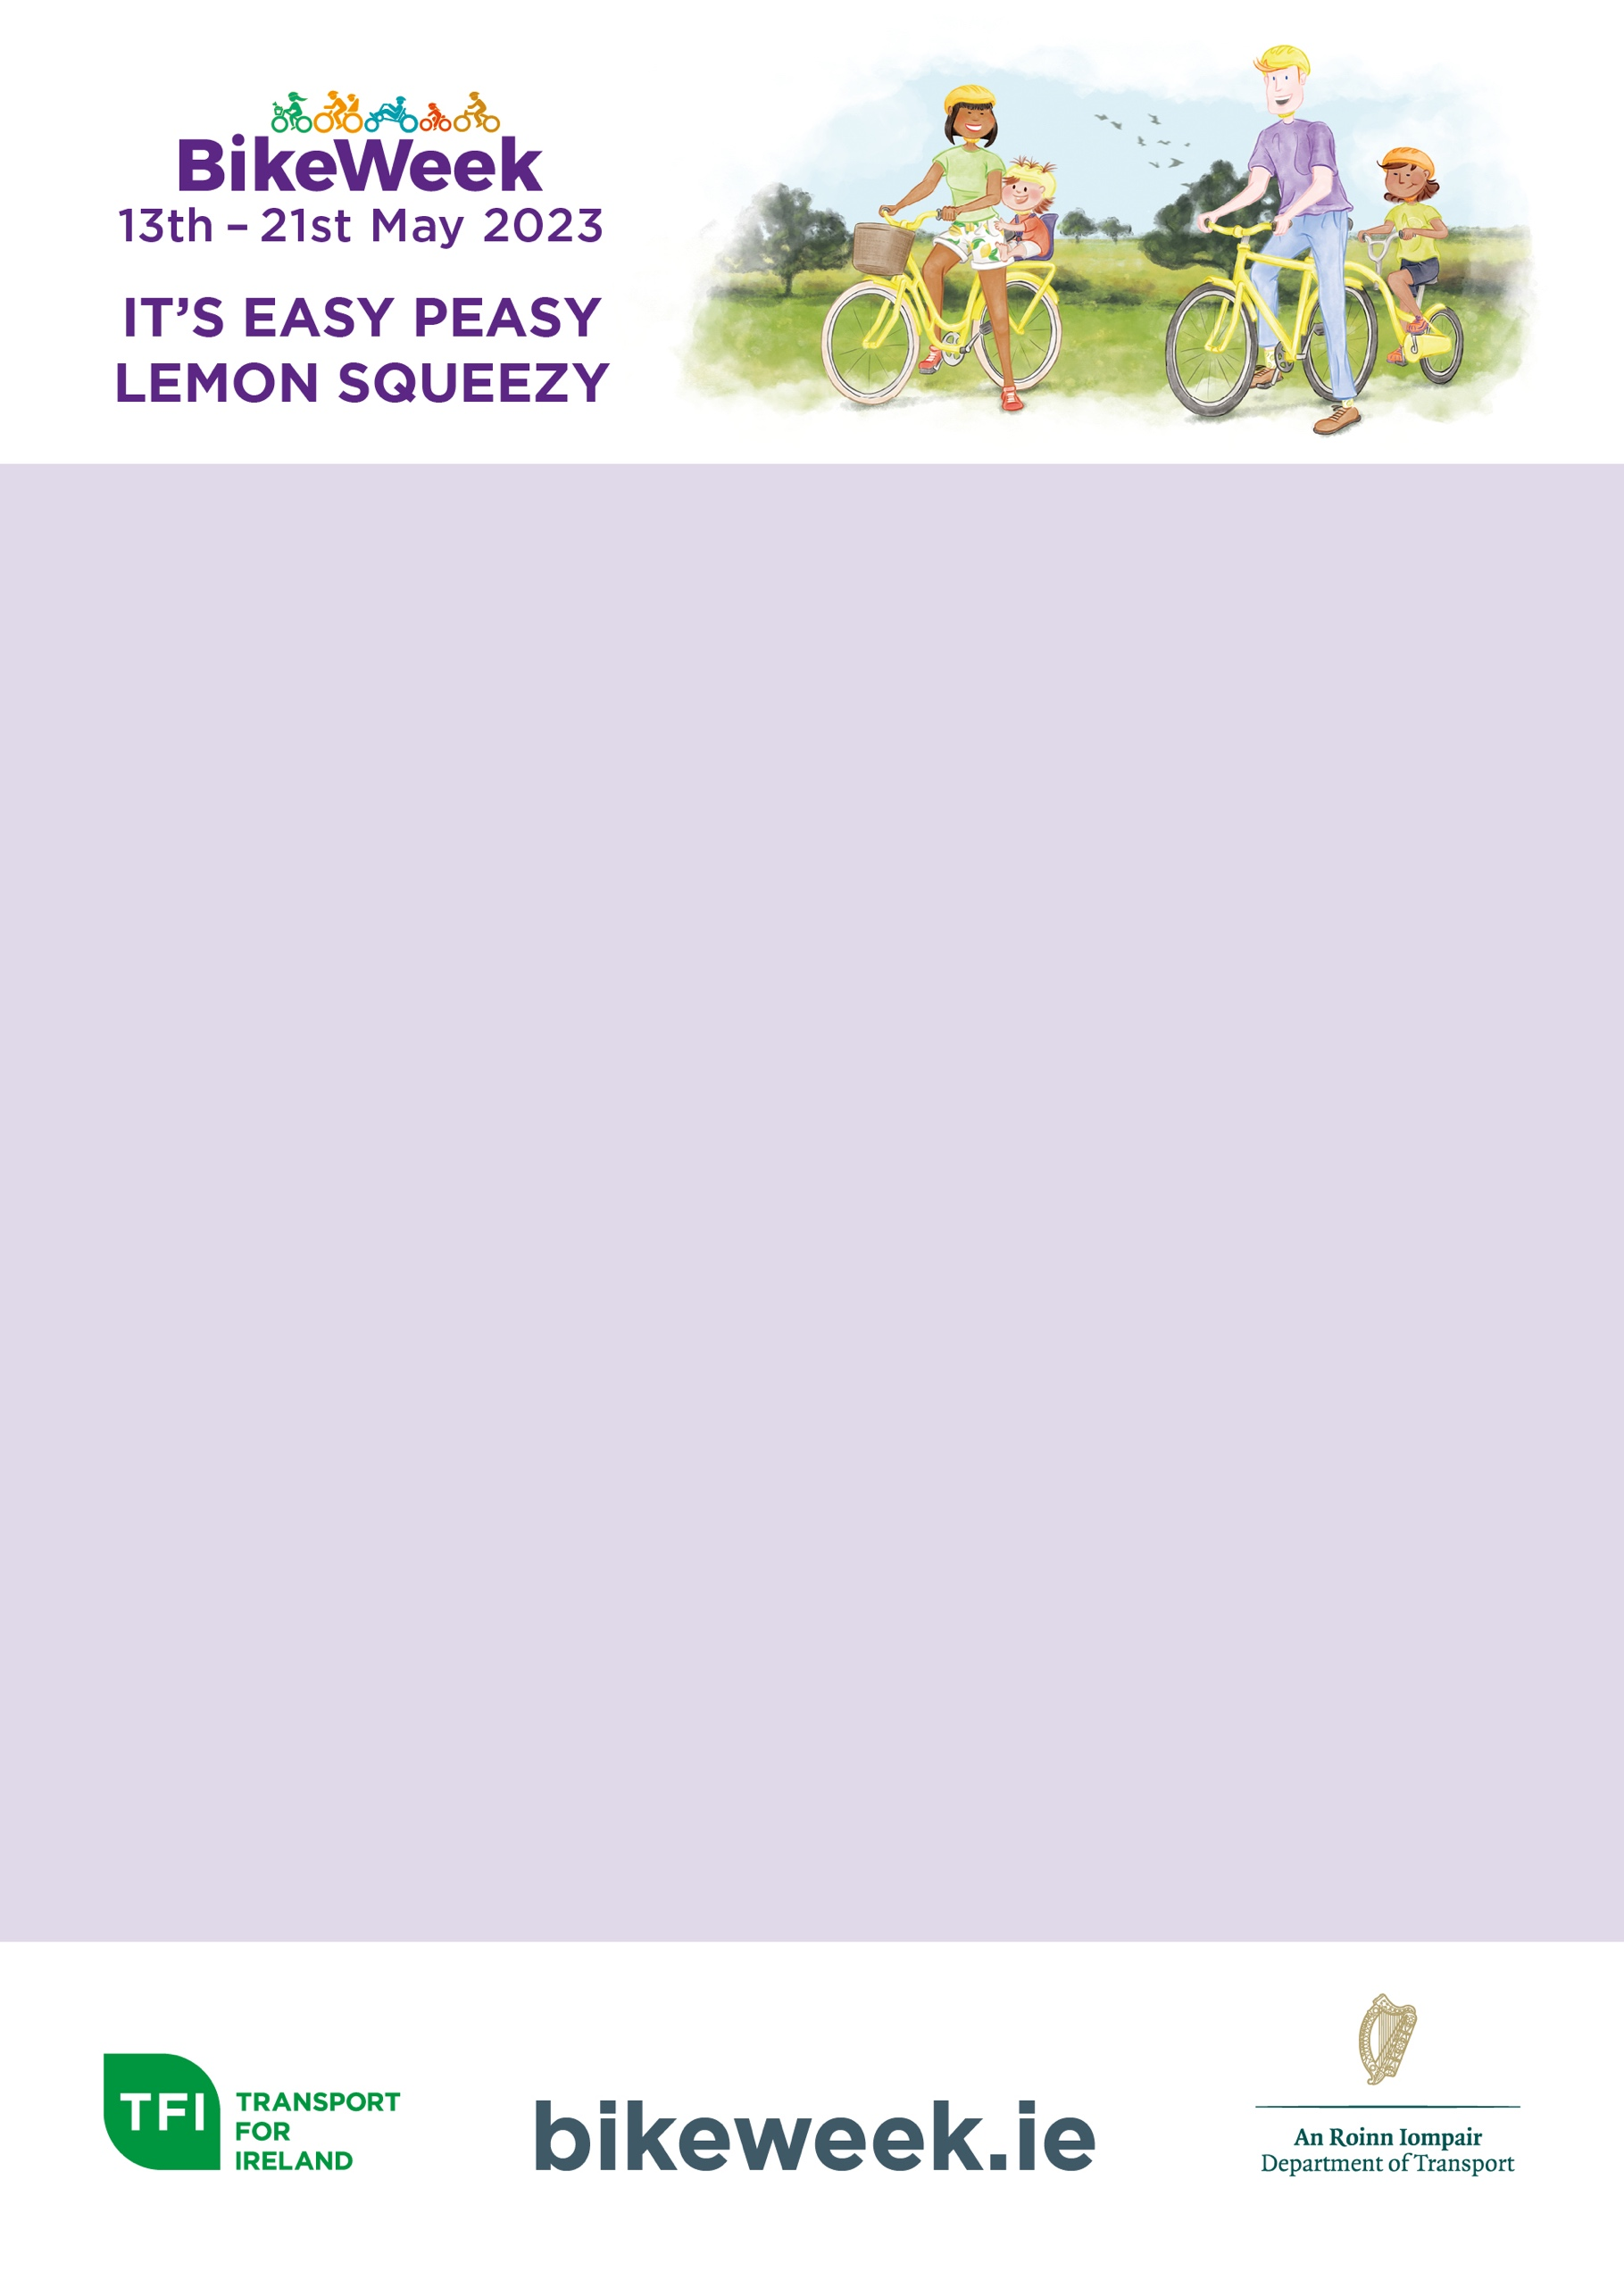 BikeWeek
13th – 21st May 2023
IT’S EASY PEASY
LEMON SQUEEZY
TFI
TRANSPORT
FOR
IRELAND
bikeweek.ie
An Roinn Iompair
Department of Transport